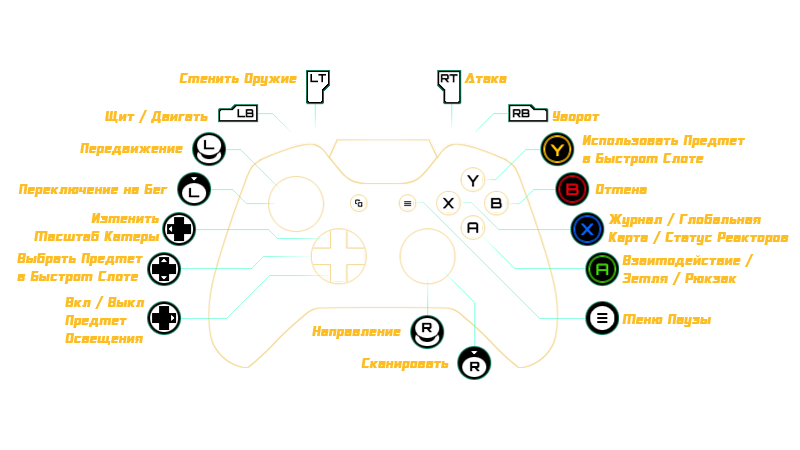 Сменить Оружие
LT
RT
Атака
Щит / Двигать
LB
RB
Уворот
Передвижение
L
Y
Использовать Предмет
в Быстром Слоте
Переключение на Бег
L
B
Отмена
Изменить
Масштаб Камеры
X
Журнал / Глобальная
Карта / Статус Реакторов
Y
X
B
A
Выбрать Предмет
в Быстром Слоте
A
Взаимодействие /
Земля / Рюкзак
Вкл / Выкл
Предмет
Освещения
Меню Паузы
Направление
R
Сканировать
R